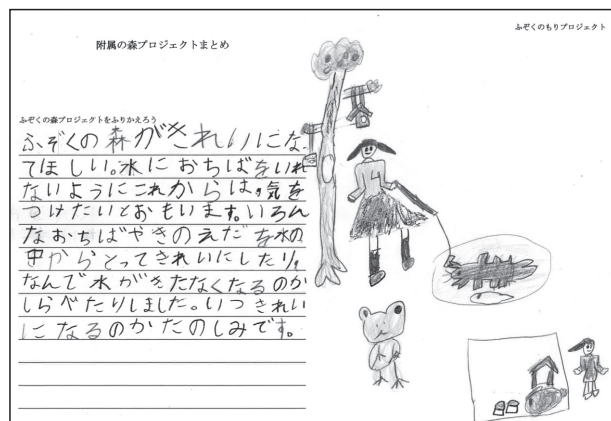 ふぞくのもりプロジェクト
附属の森プロジェクトまとめ
ふぞくの森プロジェクトをふりかえろう
ふぞくの森がきれいにな
てほしい。水におちばをいれ
ないようにこれからは,気を
つけたいとおもいます。いろん
なおちばやきのえだを水の
中からとってきれいにしたり,
なんで水がきたなくなるのか
しらべたりしました。いつきれい
になるのかたのしみです。